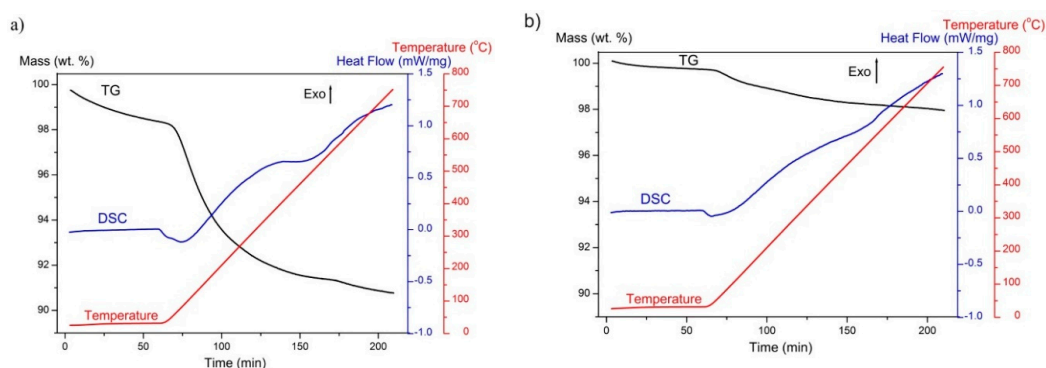 a)
Mass (wt. %)
Temperature (°C)
Heat Flow (mW/mg)
TG
Exo
DSC
Temperature
100
98
96
94
92
90
1.5
1.0
0.5
0.0
-0.5
-1.0
800
700
600
500
400
300
200
100
0
0 50 100 150 200
Time (min)
b)
Mass (wt. %)
Temperature (°C)
Heat Flow (mW/mg)
TG
Exo
DSC
Temperature
100
98
96
94
92
90
1.5
1.0
0.5
0.0
-0.5
-1.0
800
700
600
500
400
300
200
100
0
0 50 100 150 200
Time (min)